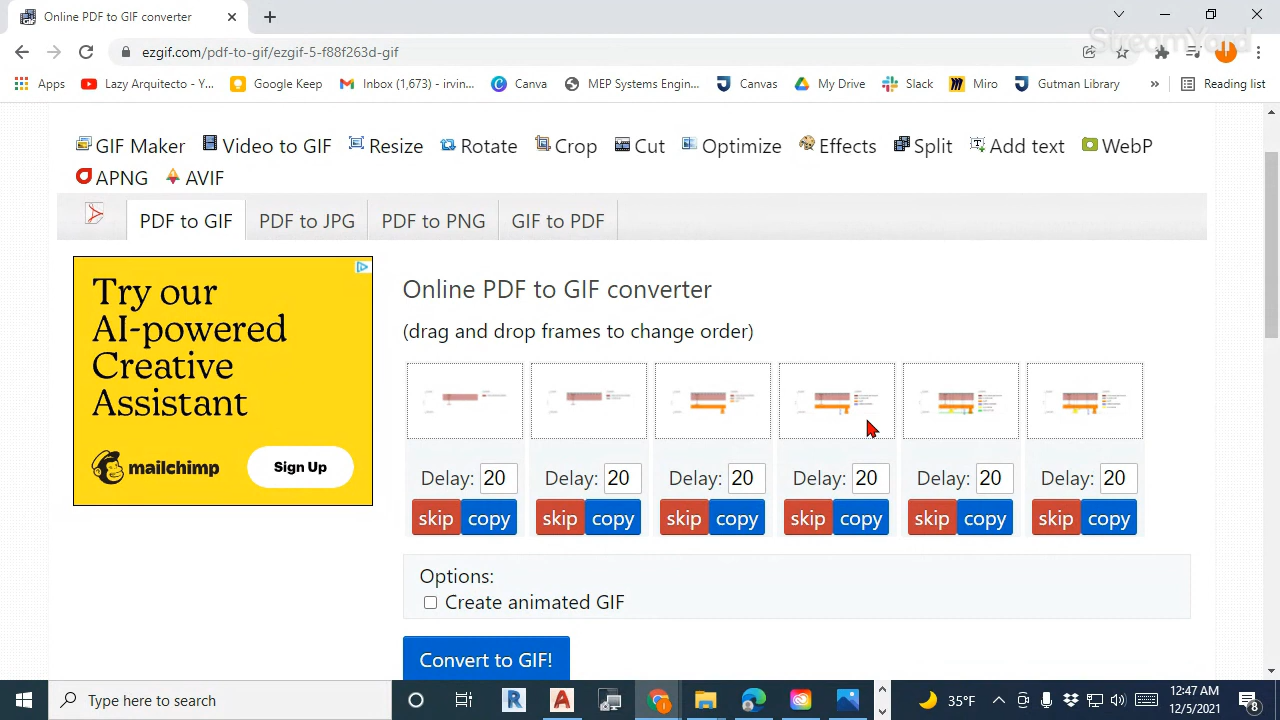 Online PDF to GIF converter
StreamYard
ezgif.com/pdf-to-gif/ezgif-5-f88f263d-gif
Apps Lazy Arquitecto - Y... Google Keep Inbox (1,673) - irvin... Canva MEP Systems Engin... Canvas My Drive Slack Miro Gutman Library » Reading list
GIF Maker Video to GIF Resize Rotate Crop Cut Optimize Effects Split Add text WebP
APNG AVIF
PDF to GIF PDF to JPG PDF to PNG GIF to PDF
Try our
AI-powered
Creative
Assistant
mailchimp Sign Up
Online PDF to GIF converter
(drag and drop frames to change order)
Delay: 20 Delay: 20 Delay: 20 Delay: 20 Delay: 20 Delay: 20
skip copy skip copy skip copy skip copy skip copy skip copy
Options:
Create animated GIF
Convert to GIF!
Type here to search
35°F
12:47 AM
12/5/2021
8